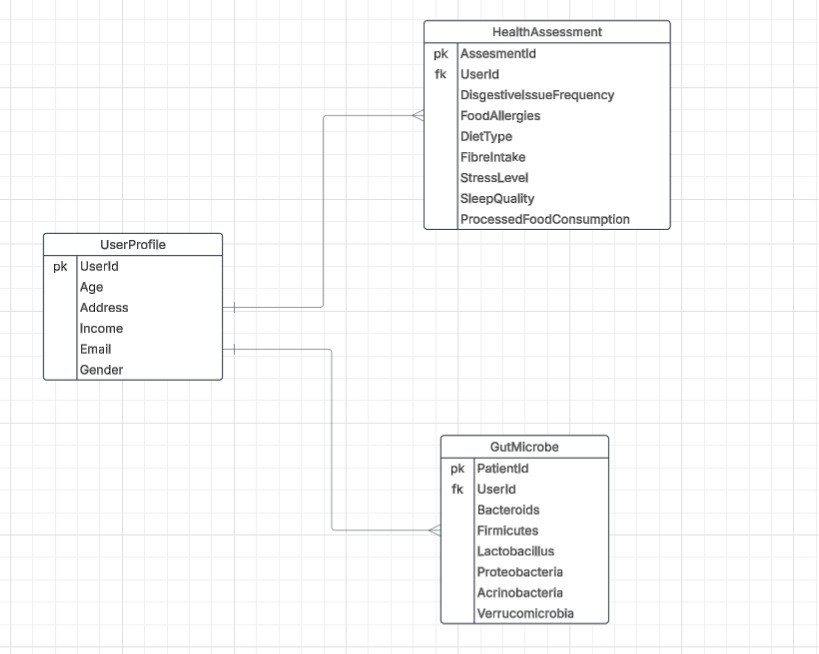 HealthAssessment
pk AssesmentId
fk UserId
DisgestiveIssueFrequency
FoodAllergies
DietType
FibreIntake
StressLevel
SleepQuality
ProcessedFoodConsumption
UserProfile
pk UserId
Age
Address
Income
Email
Gender
GutMicrobe
pk PatientId
fk UserId
Bacteroids
Firmicutes
Lactobacillus
Proteobacteria
Acrinobacteria
Verrucomicrobia